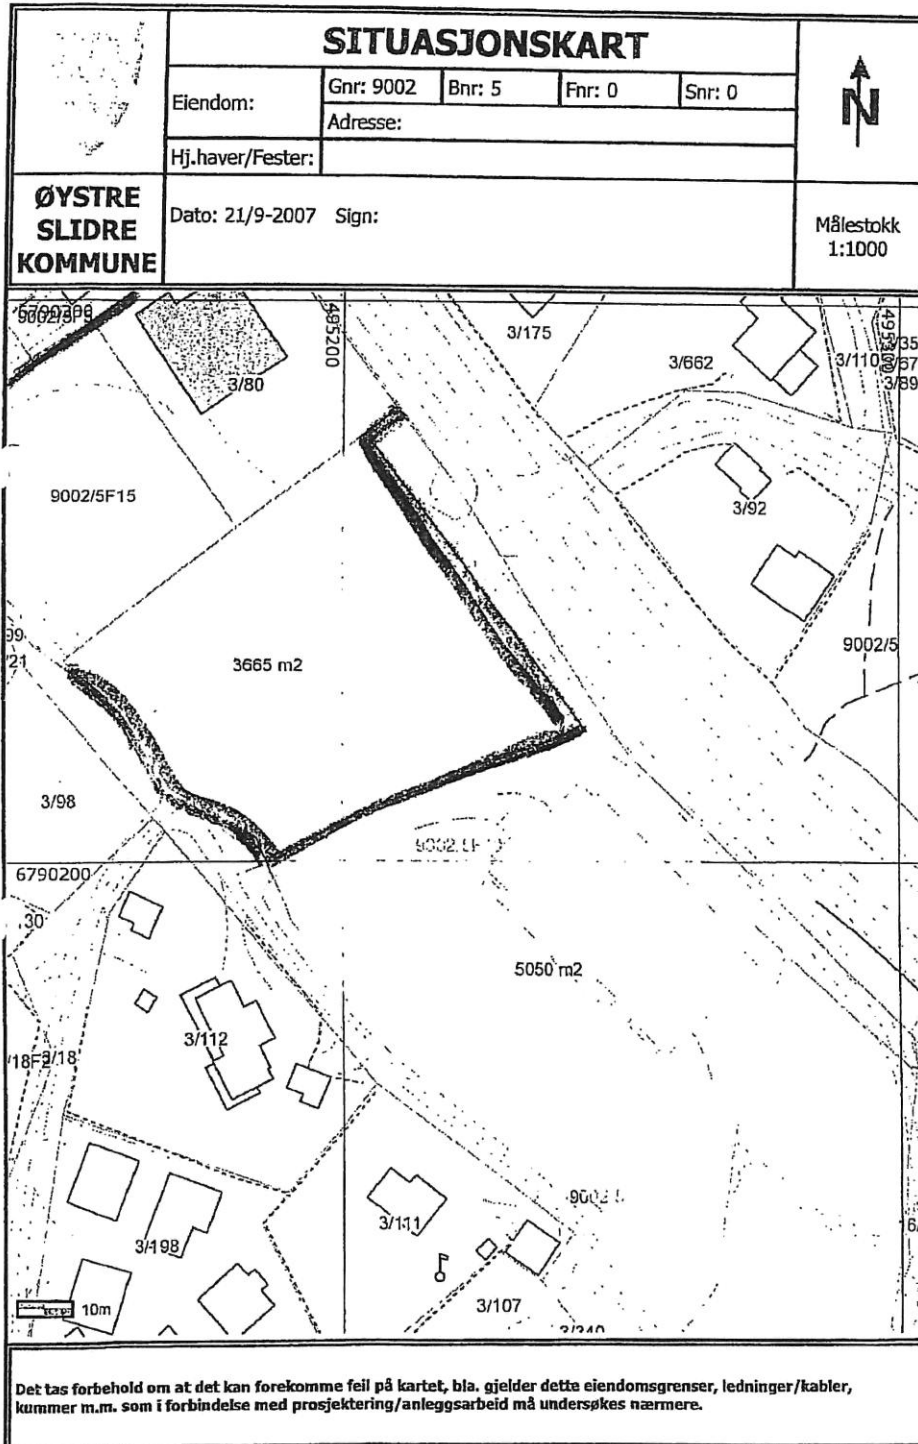 SITUASJONSKART
Eiendom:
Gnr: 9002
Bnr: 5
Fnr: 0
Snr: 0
Adresse:
Hj.haver/Fester:
N
ØYSTRE
SLIDRE
KOMMUNE
Dato: 21/9-2007 Sign:
Målestokk
1:1000
495200
3/175
3/80
3/662
3/110
3/89
9002/5F15
3/92
3665 m2
9002/5
3/98
6790200
5050 m2
3/112
3/111
3/198
10m
3/107
Det tas forbehold om at det kan forekomme feil på kartet, bla. gjelder dette eiendomsgrenser, ledninger/kabler,
kummer m.m. som i forbindelse med prosjektering/anleggsarbeid må undersøkes nærmere.